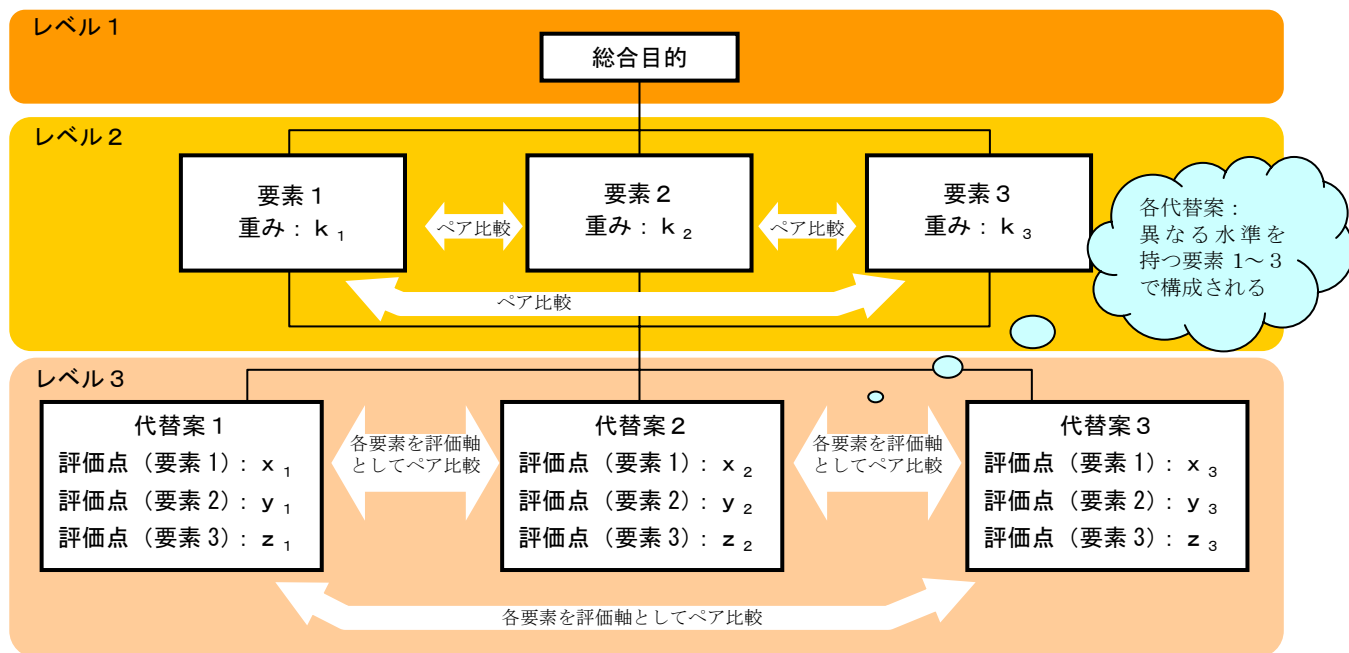 レベル１
総合目的
レベル２
要素１
重み：ｋ₁
要素２
重み：ｋ₂
要素３
重み：ｋ₃
ペア比較
ペア比較
ペア比較
各代替案：
異なる水準を
持つ要素 1～3
で構成される
レベル３
代替案１
評価点（要素１）：ｘ₁
評価点（要素２）：ｙ₁
評価点（要素３）：ｚ₁
各要素を評価軸
としてペア比較
代替案２
評価点（要素１）：ｘ₂
評価点（要素２）：ｙ₂
評価点（要素３）：ｚ₂
各要素を評価軸
としてペア比較
代替案３
評価点（要素１）：ｘ₃
評価点（要素２）：ｙ₃
評価点（要素３）：ｚ₃
各要素を評価軸としてペア比較